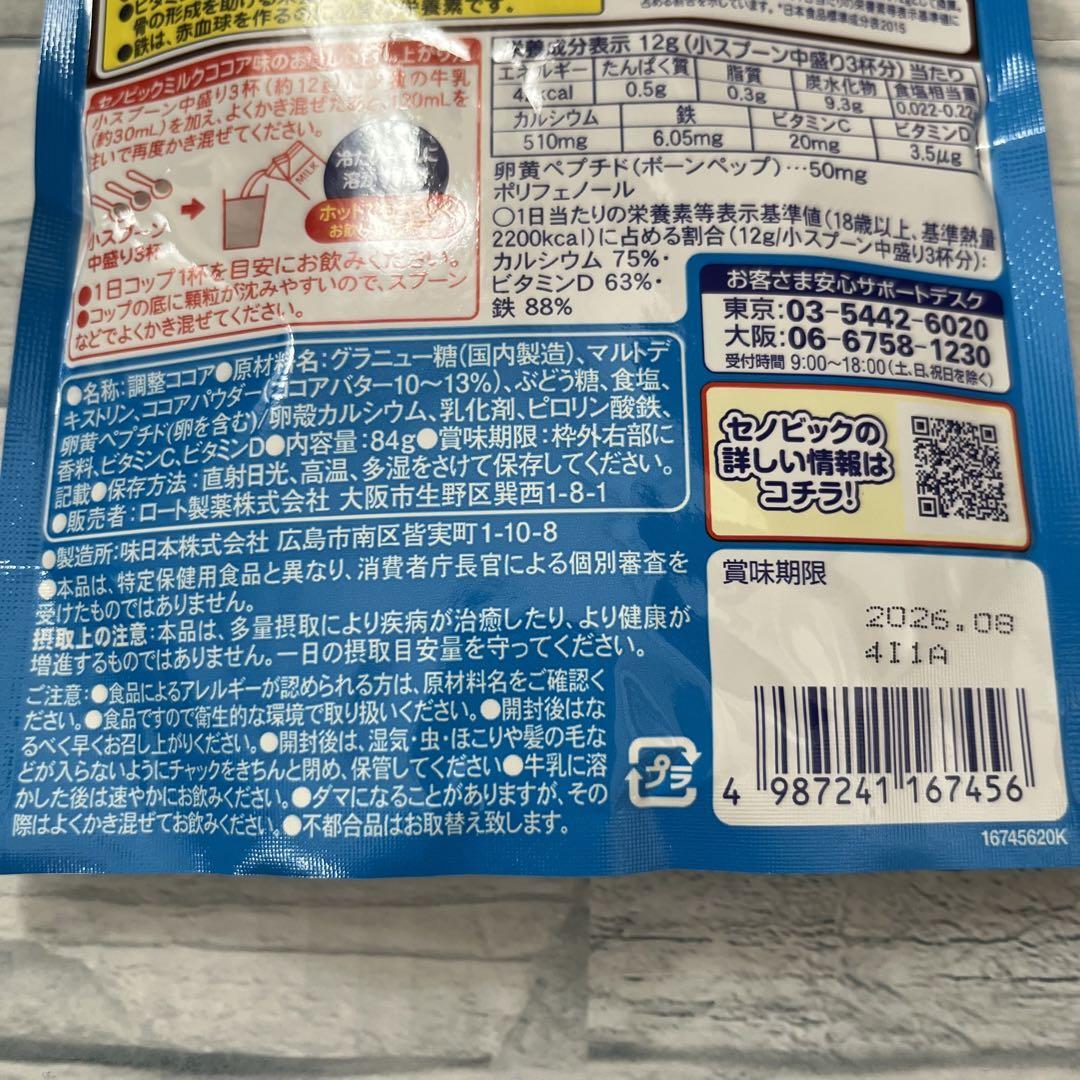 骨の形成を助ける
●鉄は、赤血球を作るのに必要な栄養素です。
*日本食品標準成分表2015
セノビックミルクココア味のおいしいお召し上がり方
小スプーン中盛り3杯(約12g)に
(約30mL)を加え、よくかき混ぜたあと、120mLを
注いで再度かき混ぜてください。
MILK
小スプーン
中盛り3杯
●1日コップ1杯を目安にお飲みください。
●コップの底に顆粒が沈みやすいので、スプーン
などでよくかき混ぜてください。
栄養成分表示 12g(小スプーン中盛り3杯分)当たり
エネルギー たんぱく質 脂質 炭水化物 食塩相当量
kcal 0.5g 0.3g 9.3g 0.022-0.22
カルシウム 鉄 ビタミンC ビタミンD
510mg 6.05mg 20mg 3.5μg
卵黄ペプチド(ボーンペップ)…50mg
ポリフェノール
○1日当たりの栄養素等表示基準値(18歳以上、基準熱量
2200kcal)に占める割合(12g/小スプーン中盛り3杯分):
カルシウム 75%・
ビタミンD 63%・
鉄 88%
お客さま安心サポートデスク
東京:03-5442-6020
大阪:06-6758-1230
受付時間 9:00~18:00(土、日、祝日を除く)
セノビックの
詳しい情報は
コチラ!
●名称:調整ココア●原材料名:グラニュー糖(国内製造)、マルトデ
キストリン、ココアパウダー(ココアバター10~13%)、ぶどう糖、食塩、
卵黄ペプチド(卵を含む)/卵殻カルシウム、乳化剤、ピロリン酸鉄、
香料、ビタミンC、ビタミンD●内容量:84g●賞味期限:枠外右部に
記載●保存方法:直射日光、高温、多湿をさけて保存してください。
●販売者:ロート製薬株式会社 大阪市生野区巽西1-8-1
●製造所:味日本株式会社 広島市南区皆実町1-10-8
●本品は、特定保健用食品と異なり、消費者庁長官による個別審査を
受けたものではありません。
摂取上の注意:本品は、多量摂取により疾病が治癒したり、より健康が
増進するものではありません。一日の摂取目安量を守ってください。
ご注意:●食品によるアレルギーが認められる方は、原材料名をご確認く
ださい。●食品ですので衛生的な環境で取り扱いください。●開封後はな
るべく早くお召し上がりください。●開封後は、湿気・虫・ほこりや髪の毛な
どが入らないようにチャックをきちんと閉め、保管してください●牛乳に溶
かした後は速やかにお飲みください。●ダマになることがありますが、その
際はよくかき混ぜてお飲みください。●不都合品はお取替え致します。
プラ
賞味期限
2026.08
4I1A
4 987241 167456
16745620K